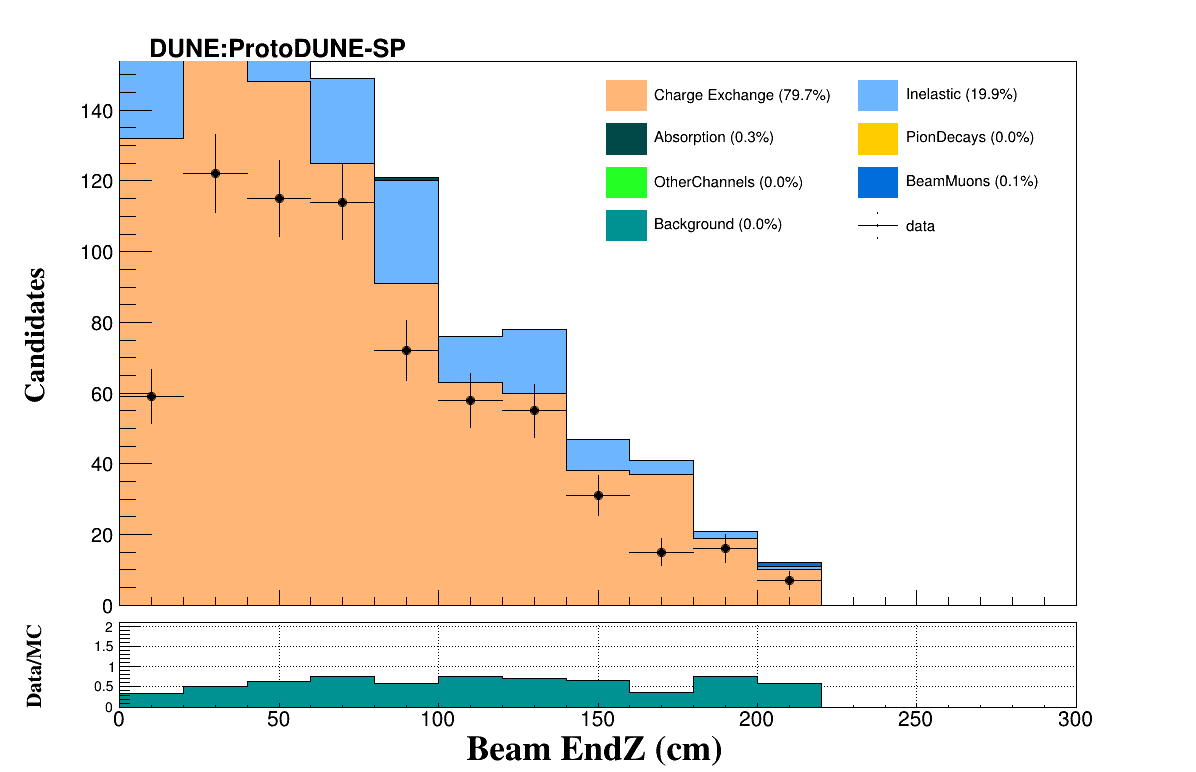 DUNE:ProtoDUNE-SP
Charge Exchange (79.7%)
Inelastic (19.9%)
Absorption (0.3%)
PionDecays (0.0%)
OtherChannels (0.0%)
BeamMuons (0.1%)
Background (0.0%)
data
Candidates
140
120
100
80
60
40
20
0
Data/MC
2
1.5
1
0.5
0
0 50 100 150 200 250 300
Beam EndZ (cm)